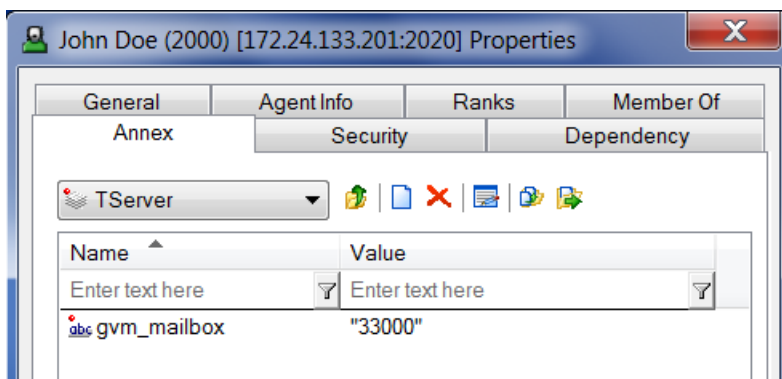 John Doe (2000) [172.24.133.201:2020] Properties
X
General Agent Info Ranks Member Of
Annex Security Dependency
TServer
Name Value
Enter text here Enter text here
abc gvm_mailbox "33000"